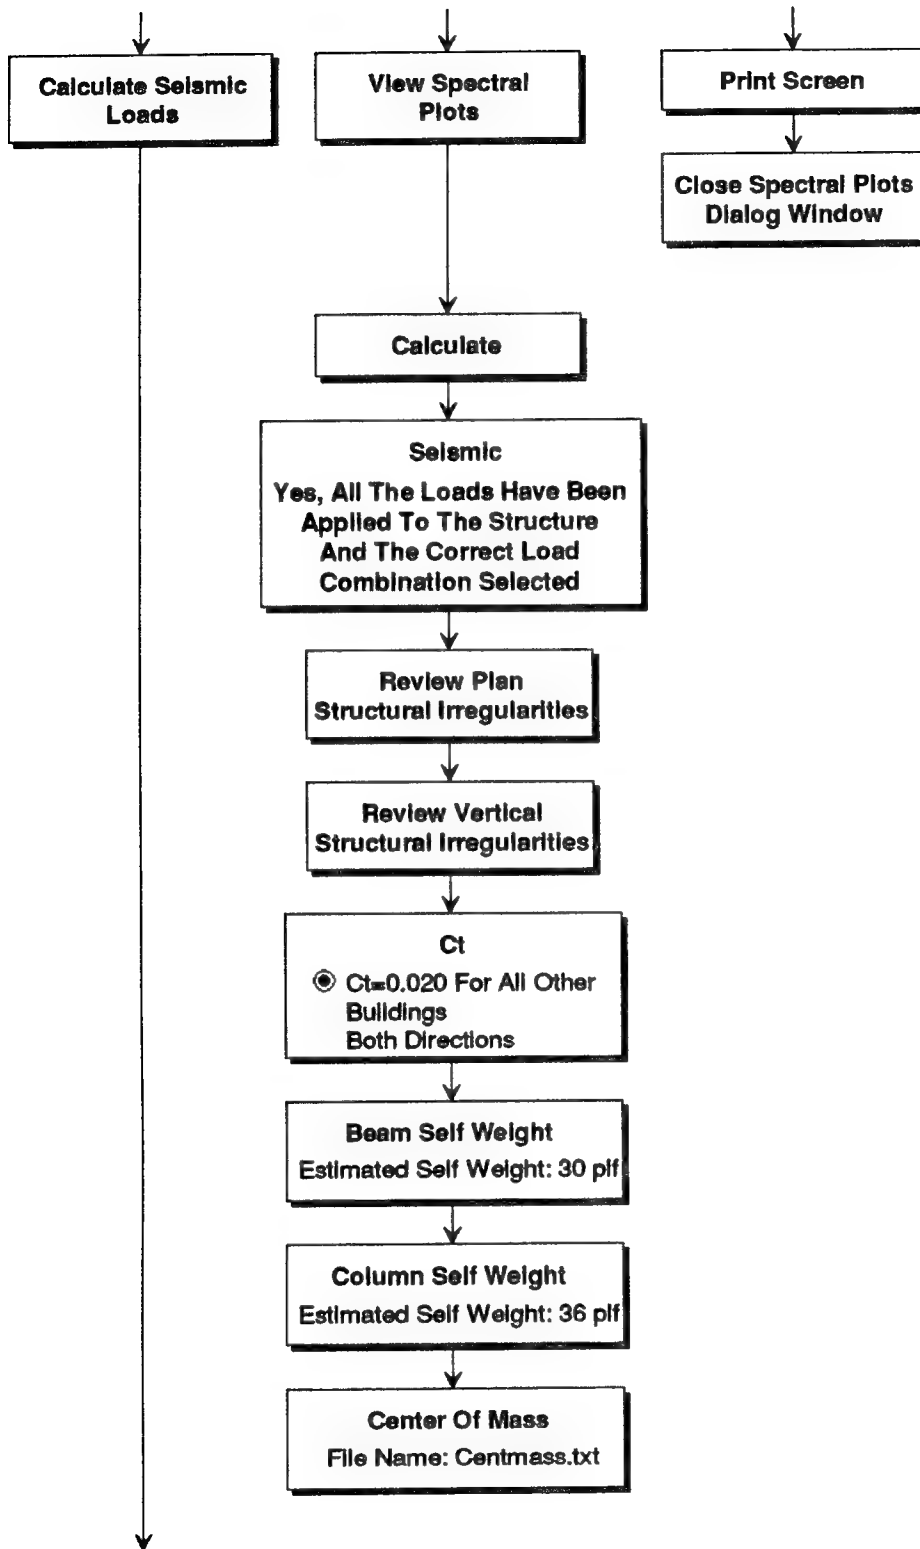 Calculate Seismic
Loads
View Spectral
Plots
Print Screen
Close Spectral Plots
Dialog Window
Calculate
Seismic
Yes, All The Loads Have Been
Applied To The Structure
And The Correct Load
Combination Selected
Review Plan
Structural Irregularities
Review Vertical
Structural Irregularities
Ct
Ct=0.020 For All Other
Buildings
Both Directions
Beam Self Weight
Estimated Self Weight: 30 plf
Column Self Weight
Estimated Self Weight: 36 plf
Center Of Mass
File Name: Centmass.txt